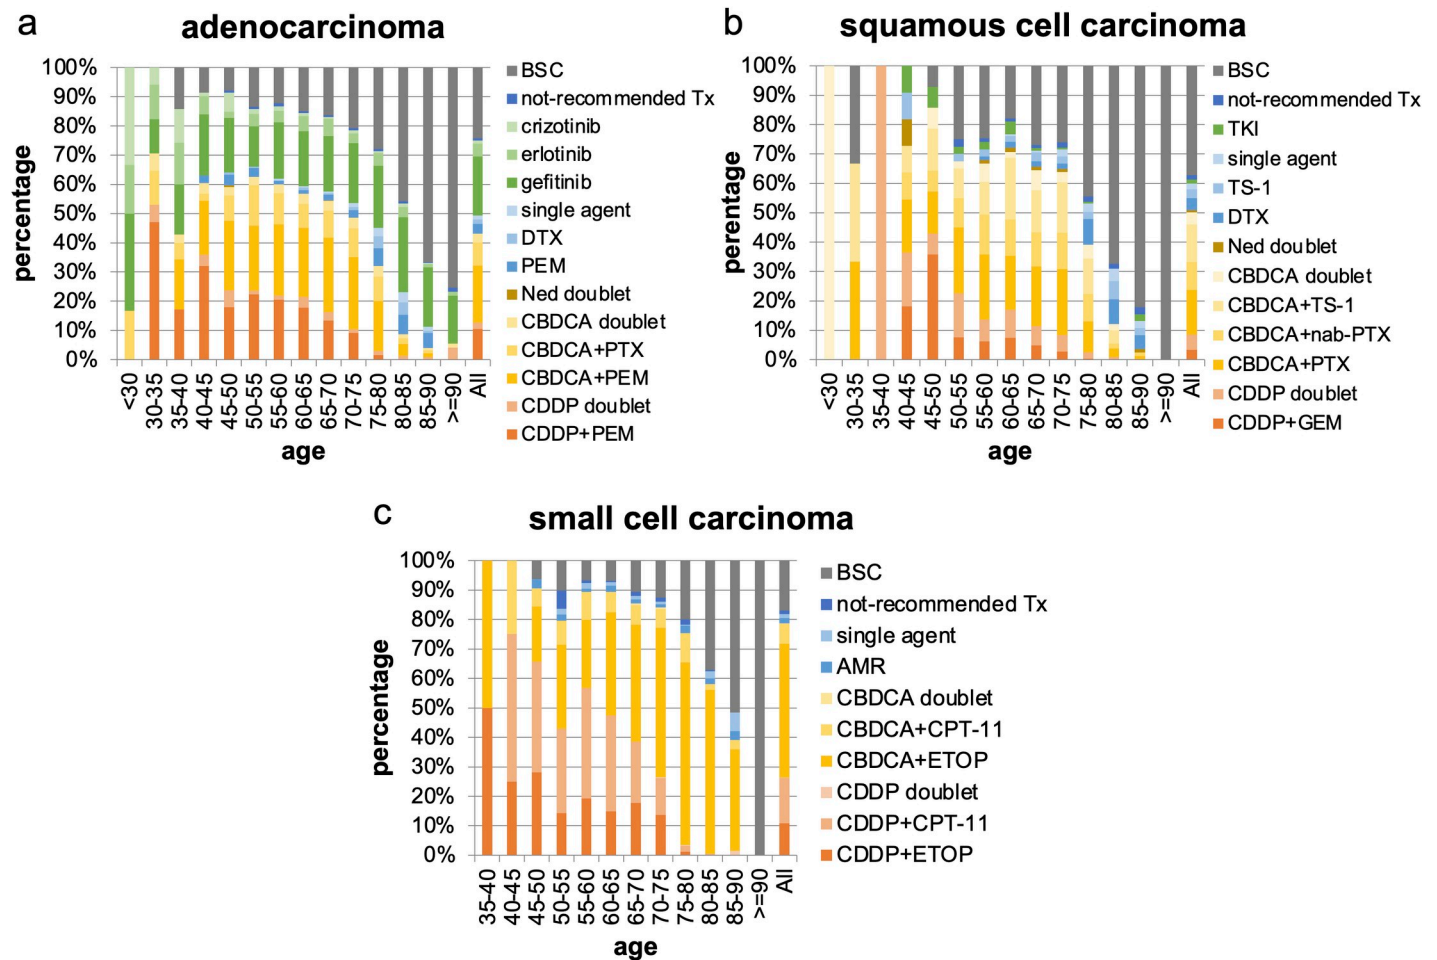 a
adenocarcinoma
percentage
100%
90%
80%
70%
60%
50%
40%
30%
20%
10%
0%
<30
30-35
35-40
40-45
45-50
50-55
55-60
60-65
65-70
70-75
75-80
80-85
85-90
>=90
All
age
BSC
not-recommended Tx
crizotinib
erlotinib
gefitinib
single agent
DTX
PEM
Ned doublet
CBDCA doublet
CBDCA+PTX
CBDCA+PEM
CDDP doublet
CDDP+PEM
b
squamous cell carcinoma
perentage
100%
90%
80%
70%
60%
50%
40%
30%
20%
10%
0%
<30
30-35
35-40
40-45
45-50
50-55
55-60
60-65
65-70
70-75
75-80
80-85
85-90
>=90
All
age
BSC
not-recommended Tx
TKI
single agent
TS-1
DTX
Ned doublet
CBDCA doublet
CBDCA+TS-1
CBDCA+nab-PTX
CBDCA+PTX
CDDP doublet
CDDP+GEM
c
small cell carcinoma
percentage
100%
90%
80%
70%
60%
50%
40%
30%
20%
10%
0%
35-40
40-45
45-50
50-55
55-60
60-65
65-70
70-75
75-80
80-85
85-90
>=90
All
age
BSC
not-recommended Tx
single agent
AMR
CBDCA doublet
CBDCA+CPT-11
CBDCA+ETOP
CDDP doublet
CDDP+CPT-11
CDDP+ETOP